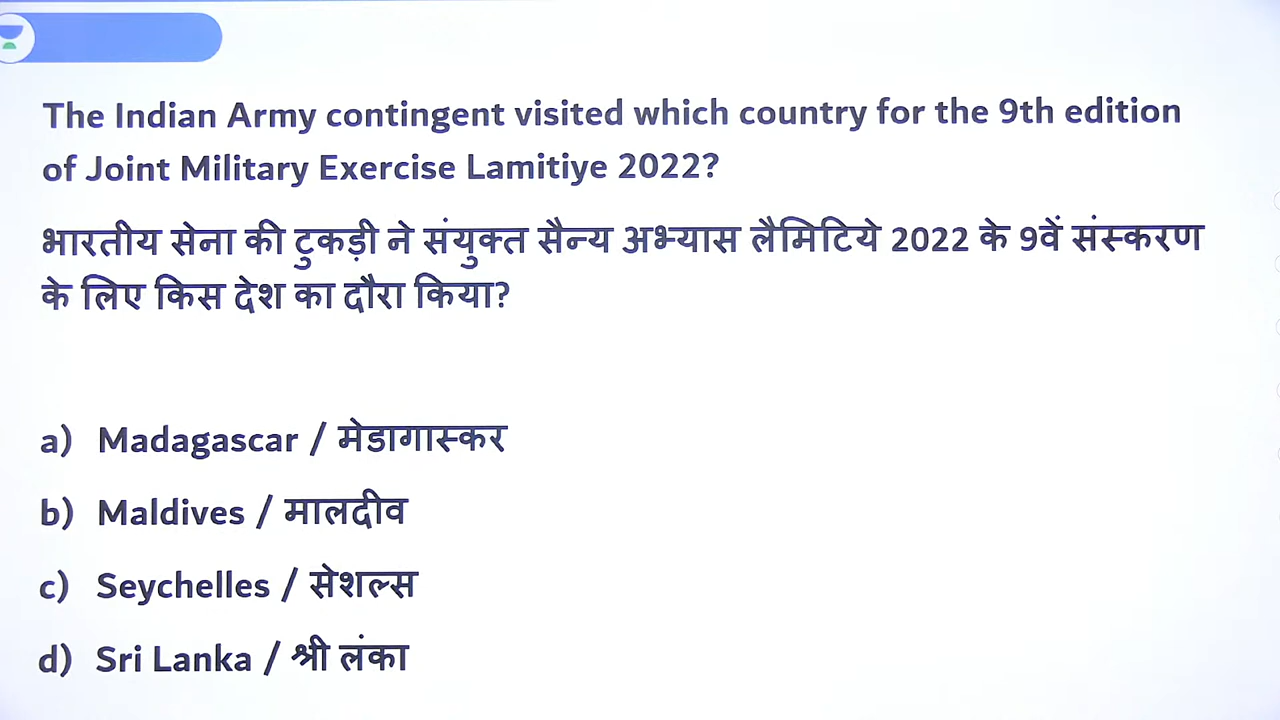 The Indian Army contingent visited which country for the 9th edition
of Joint Military Exercise Lamitiye 2022?
भारतीय सेना की टुकड़ी ने संयुक्त सैन्य अभ्यास लैमिटिये 2022 के 9वें संस्करण
के लिए किस देश का दौरा किया?
a) Madagascar / मेडागास्कर
b) Maldives / मालदीव
c) Seychelles / सेशल्स
d) Sri Lanka / श्री लंका